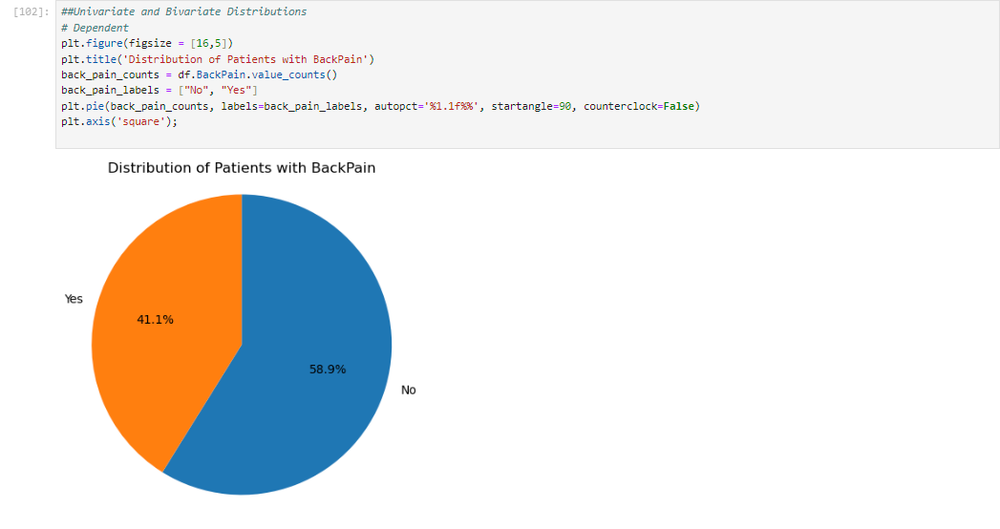 [102]: ##Univariate and Bivariate Distributions
# Dependent
plt.figure(figsize = [16,5])
plt.title('Distribution of Patients with BackPain')
back_pain_counts = df.BackPain.value_counts()
back_pain_labels = ["No", "Yes"]
plt.pie(back_pain_counts, labels=back_pain_labels, autopct='%1.1f%%', startangle=90, counterclock=False)
plt.axis('square');
Distribution of Patients with BackPain
Yes
41.1%
58.9%
No